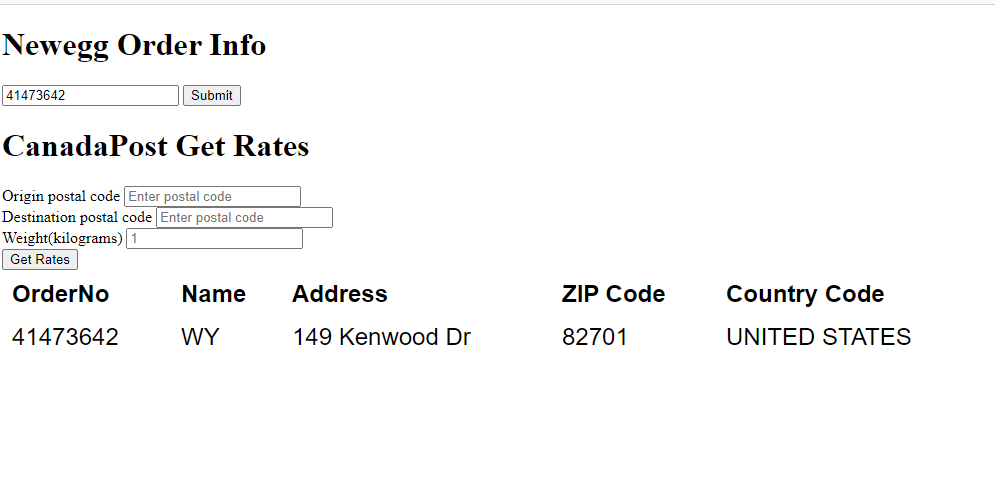 Newegg Order Info
41473642 Submit
CanadaPost Get Rates
Origin postal code Enter postal code
Destination postal code Enter postal code
Weight(kilograms) 1
Get Rates
OrderNo Name Address ZIP Code Country Code
41473642 WY 149 Kenwood Dr 82701 UNITED STATES